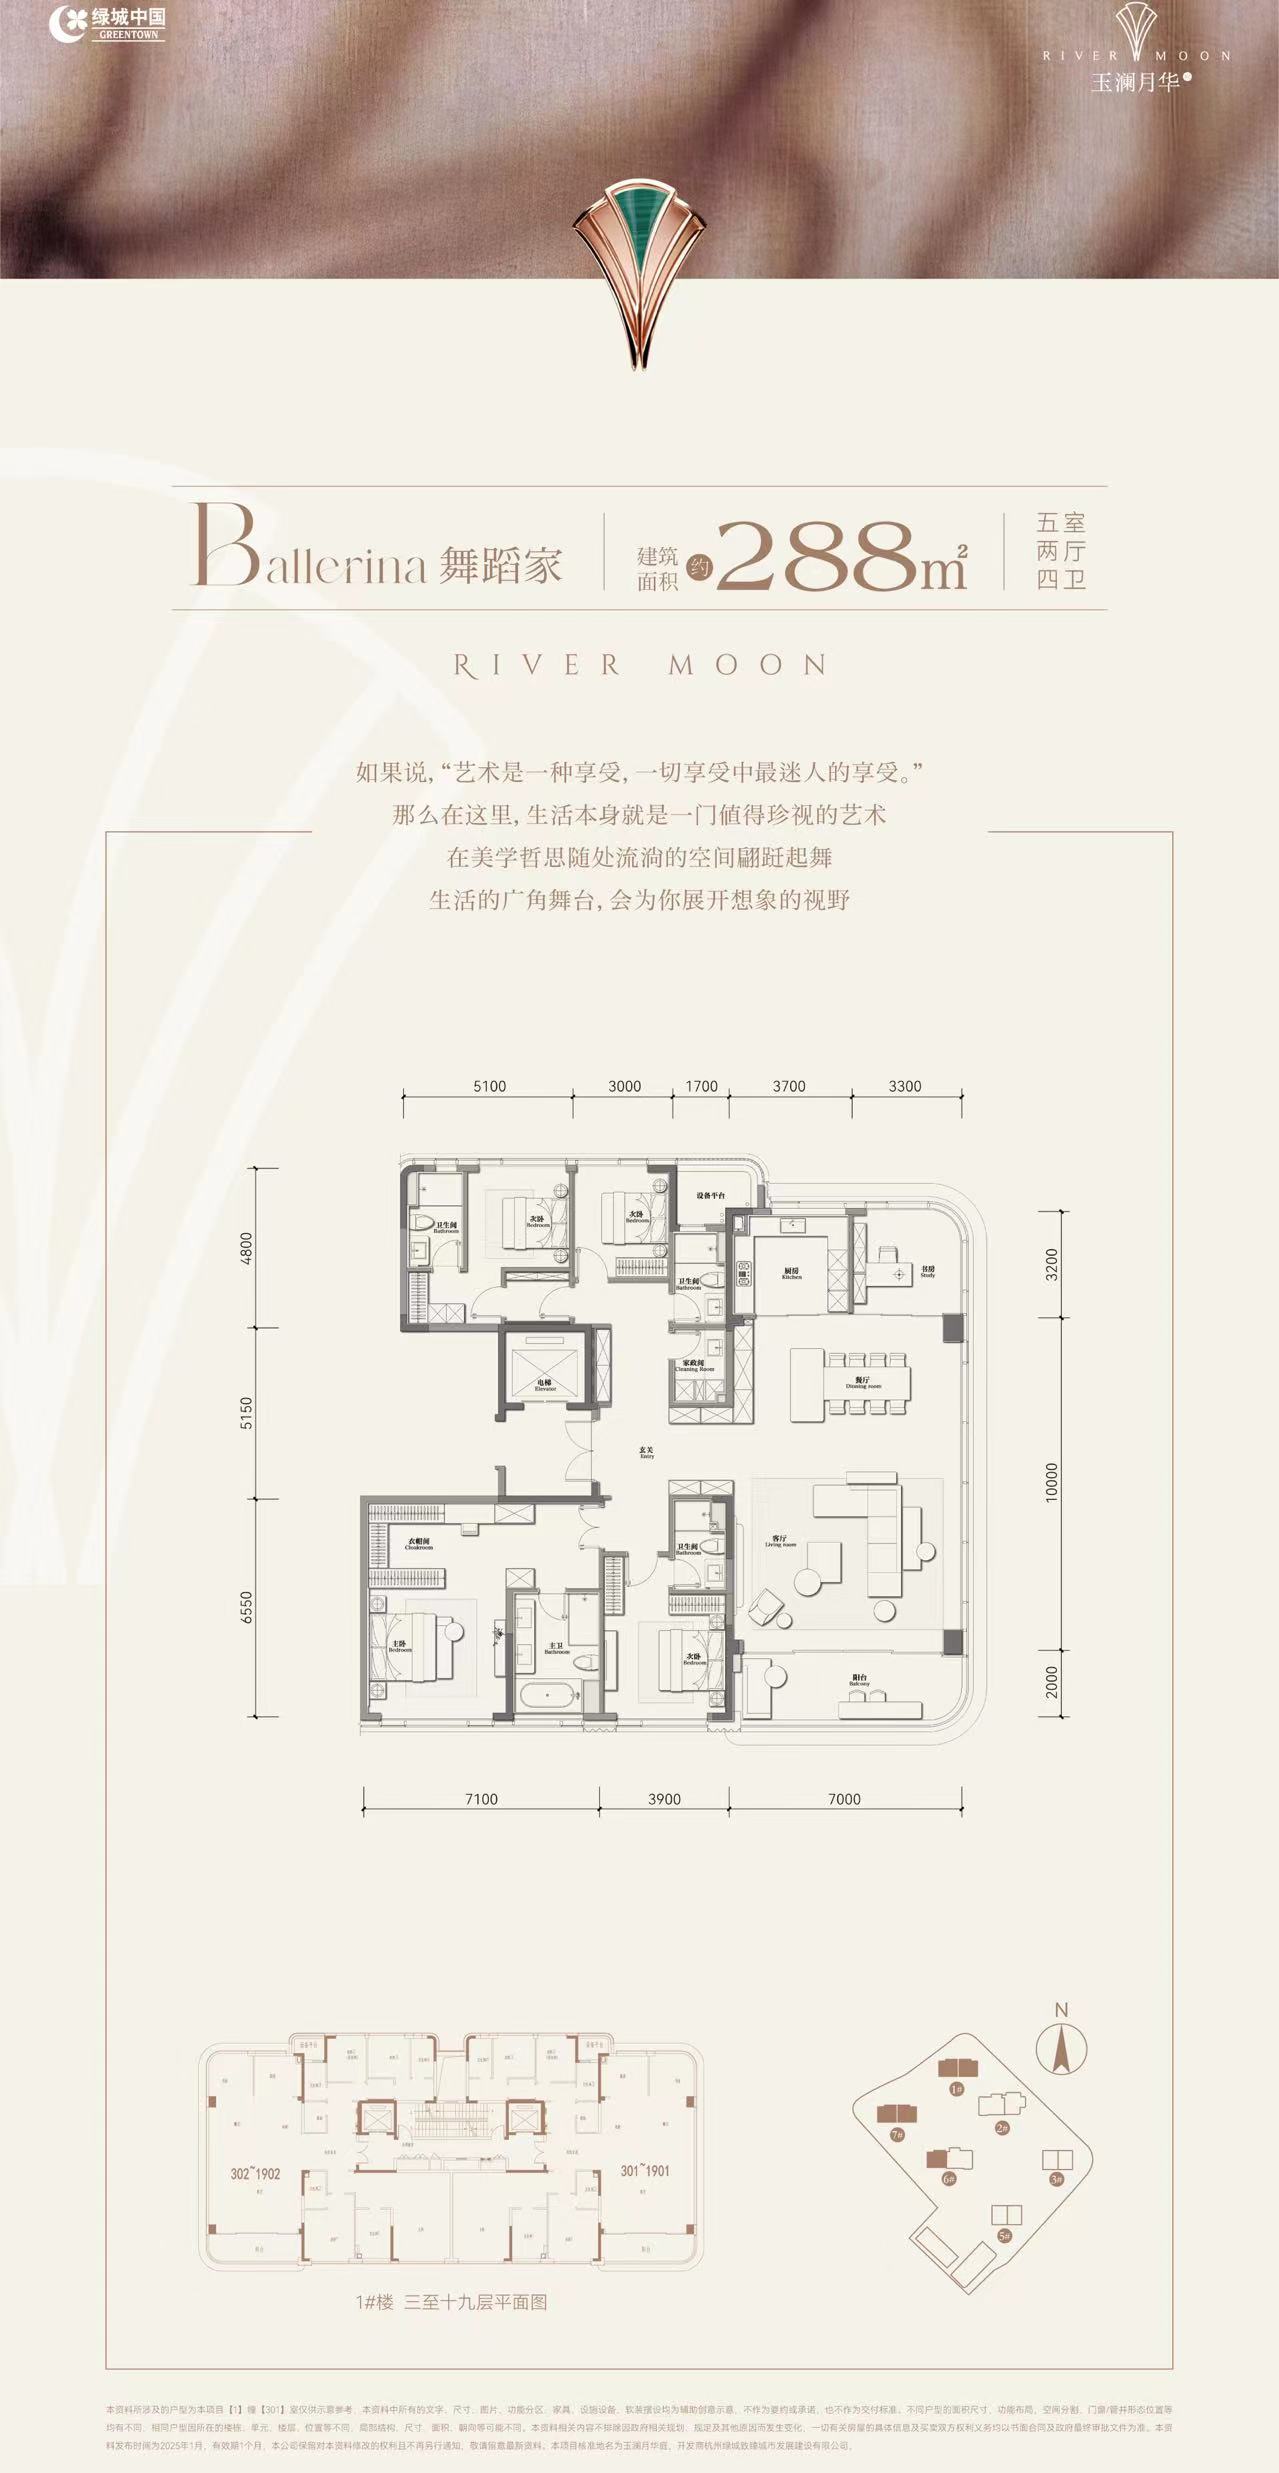 绿城中国
GREENTOWN
RIVER MOON
玉澜月华
Ballerina 舞蹈家
建筑面积 约 288㎡
五室
两厅
四卫
RIVER MOON
如果说，“艺术是一种享受，一切享受中最迷人的享受。”
那么在这里，生活本身就是一门值得珍视的艺术
在美学哲思随处流淌的空间翩跹起舞
生活的广角舞台，会为你展开想象的视野
5100 3000 1700 3700 3300
4800
5150
6550
3200
10000
2000
设备平台
卫生间
Bathroom
次卧
Bedroom
次卧
Bedroom
卫生间
Bathroom
厨房
Kitchen
书房
Study
家政间
Cleaning Room
电梯
Elevator
餐厅
Dinning room
玄关
Entry
衣帽间
Cloakroom
卫生间
Bathroom
客厅
Living room
主卧
Bedroom
主卫
Bathroom
次卧
Bedroom
阳台
Balcony
7100 3900 7000
302~1902
301~1901
1#楼 三至十九层平面图
N
1#
2#
7#
6#
3#
5#
本资料所涉及的户型为本项目【1】幢【301】室仅供示意参考，本资料中所有的文字、尺寸、图片、功能分区、家具、设施设备、软装摆设均为辅助创意示意，不作为要约或承诺，也不作为交付标准。不同户型的面积尺寸、功能布局、空间分割、门窗/管井形态位置等
均有不同，相同户型因所在的楼栋、单元、楼层、位置等不同，局部结构、尺寸、面积、朝向等可能不同。本资料相关内容不排除因政府相关规划、规定及其他原因而发生变化，一切有关房屋的具体信息及买卖双方权利义务均以书面合同及政府最终审批文件为准。本资
料发布时间为2025年1月，有效期1个月，本公司保留对本资料修改的权利且不再另行通知，敬请留意最新资料。本项目核准地名为玉澜月华庭，开发商杭州绿城致臻城市发展建设有限公司。